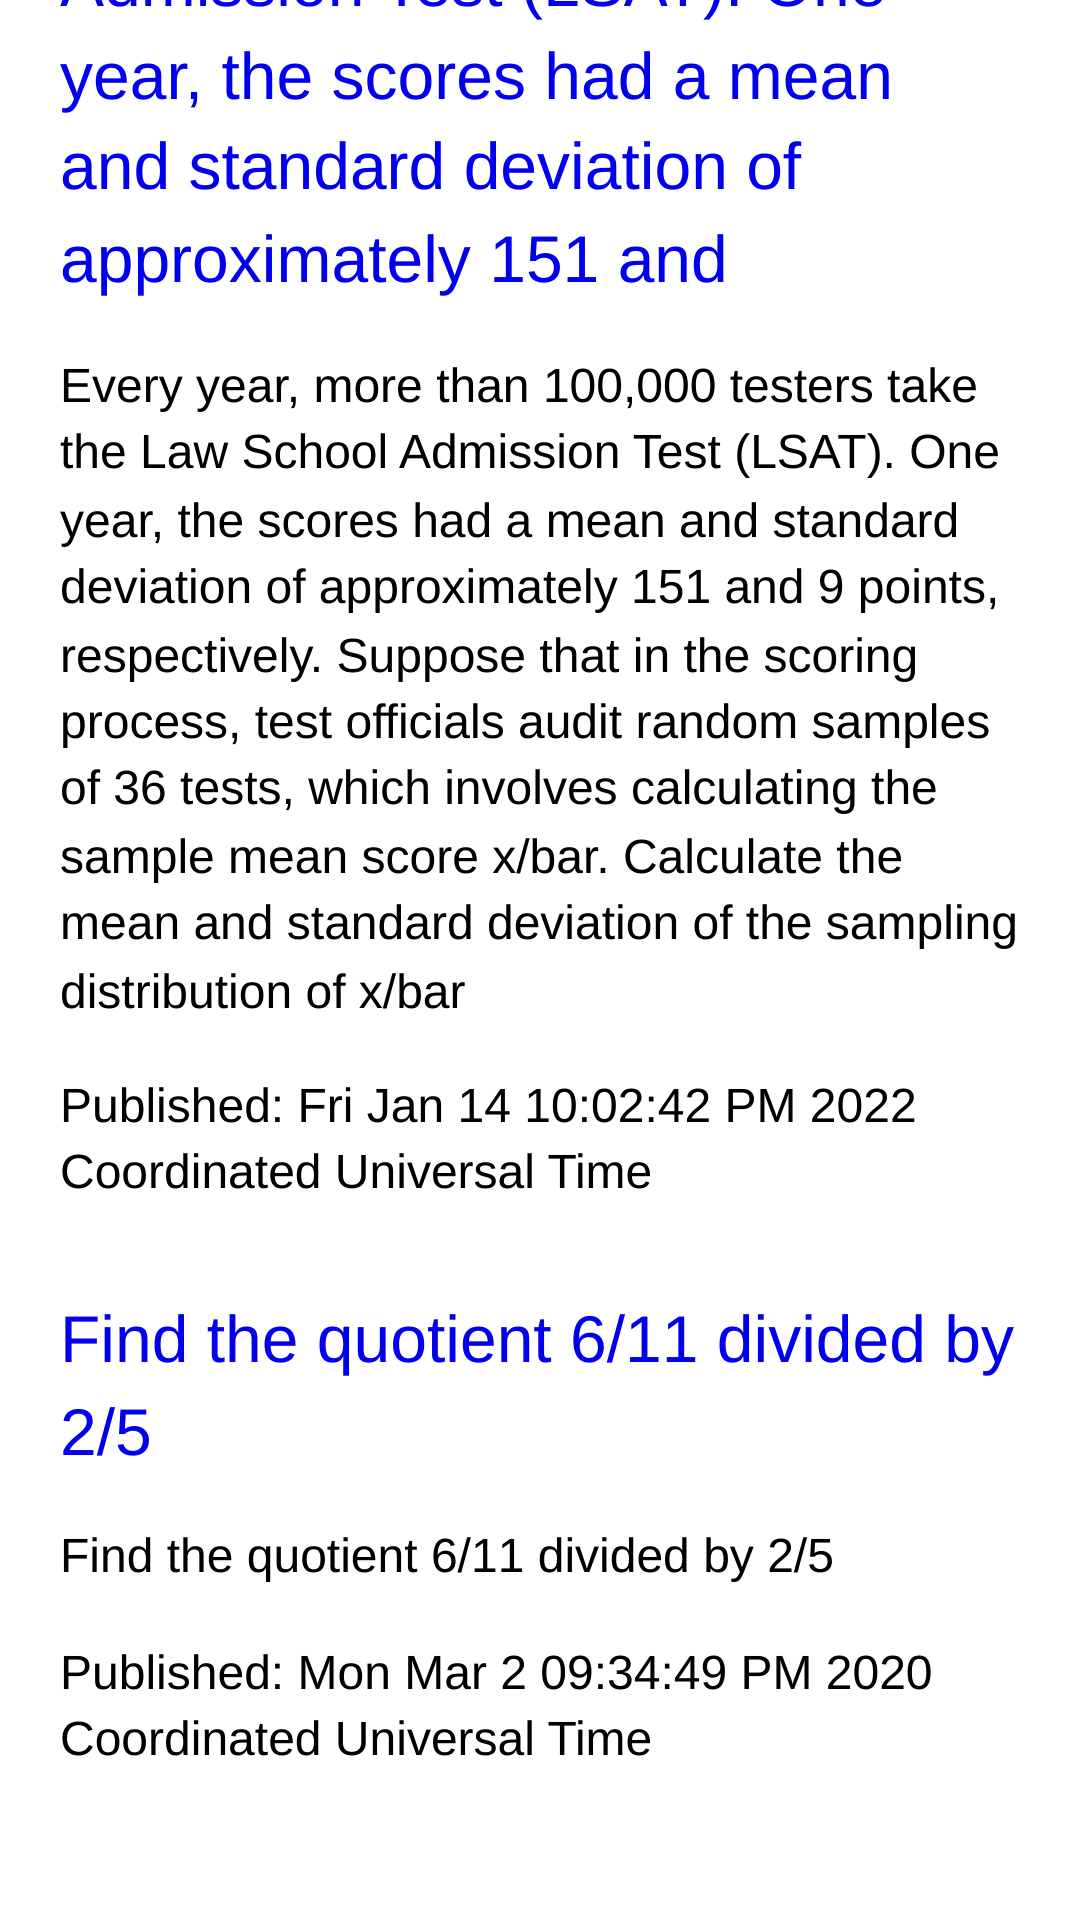 Admission Test (LSAT). One
year, the scores had a mean
and standard deviation of
approximately 151 and
Every year, more than 100,000 testers take
the Law School Admission Test (LSAT). One
year, the scores had a mean and standard
deviation of approximately 151 and 9 points,
respectively. Suppose that in the scoring
process, test officials audit random samples
of 36 tests, which involves calculating the
sample mean score x/bar. Calculate the
mean and standard deviation of the sampling
distribution of x/bar
Published: Fri Jan 14 10:02:42 PM 2022
Coordinated Universal Time
Find the quotient 6/11 divided by
2/5
Find the quotient 6/11 divided by 2/5
Published: Mon Mar 2 09:34:49 PM 2020
Coordinated Universal Time